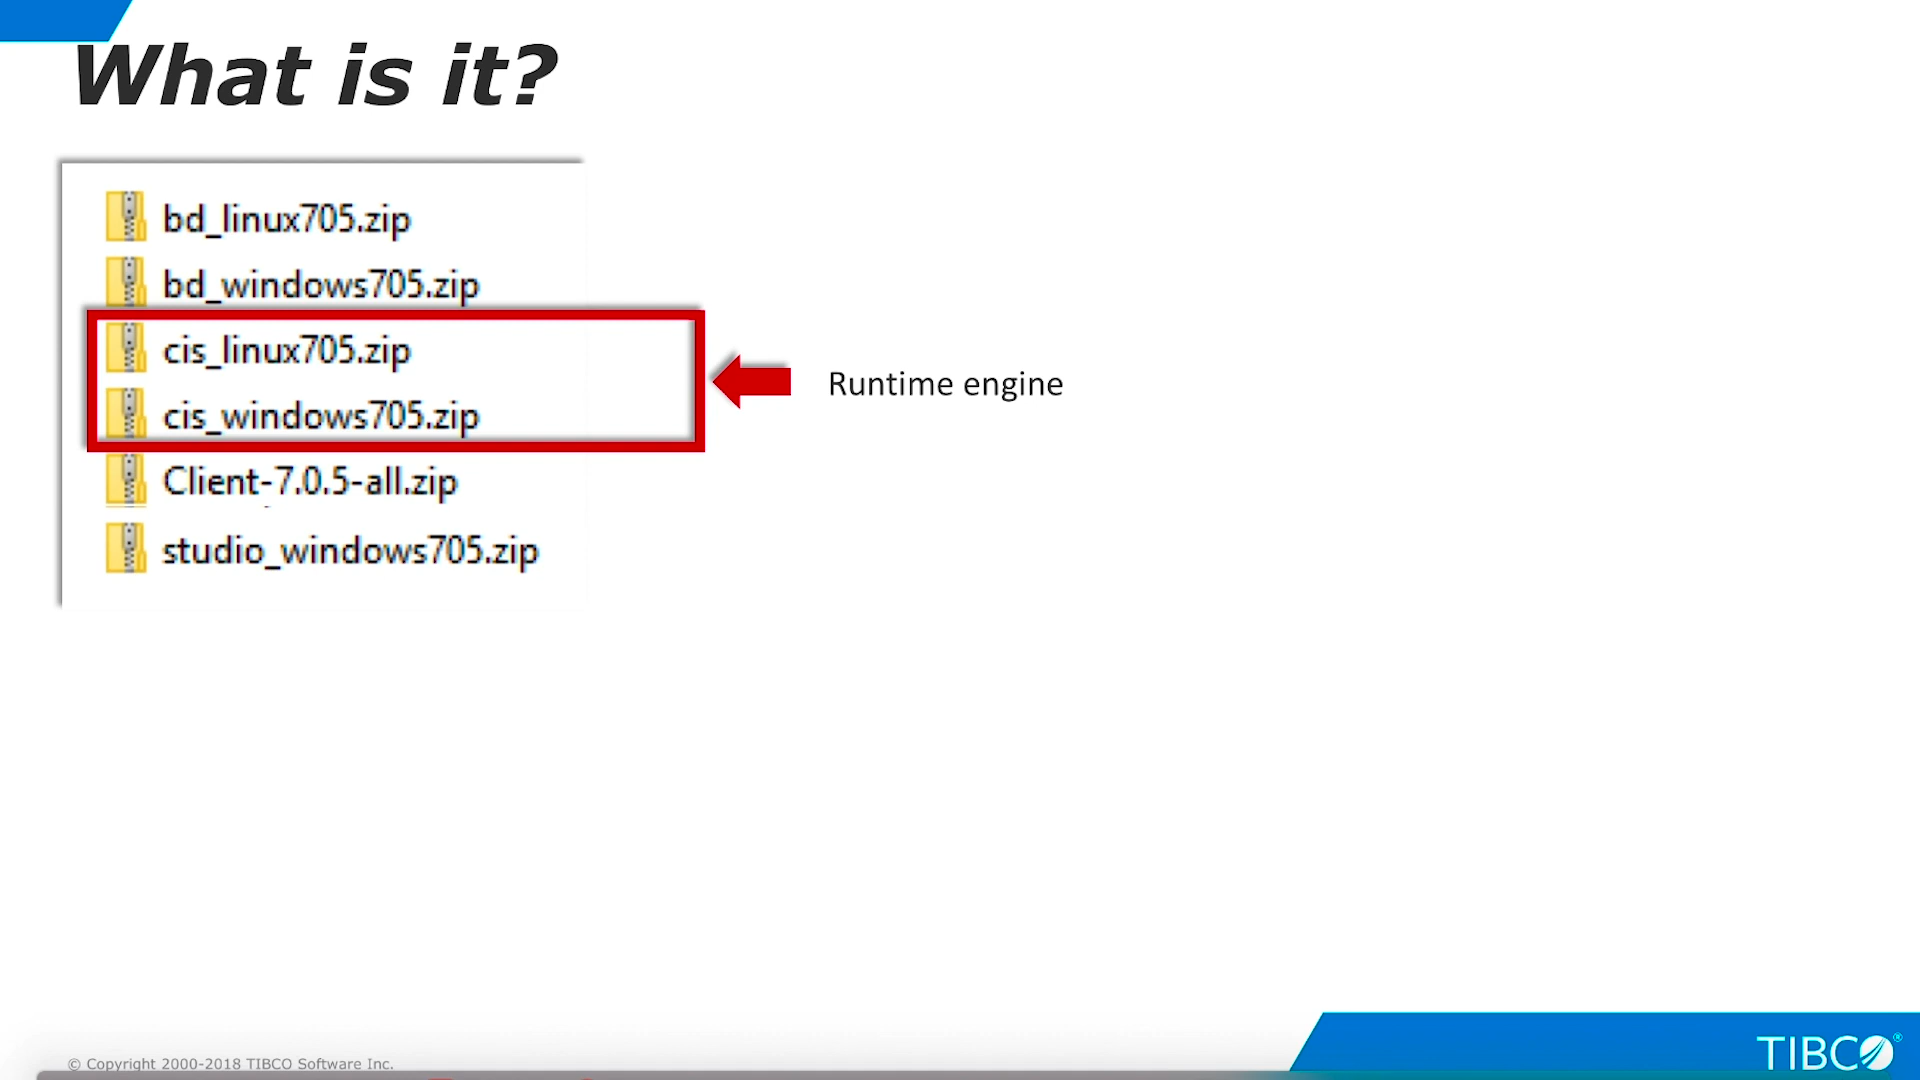 What is it?
bd_linux705.zip
bd_windows705.zip
cis_linux705.zip
cis_windows705.zip
Runtime engine
Client-7.0.5-all.zip
studio_windows705.zip
© Copyright 2000-2018 TIBCO Software Inc.
TIBCO®